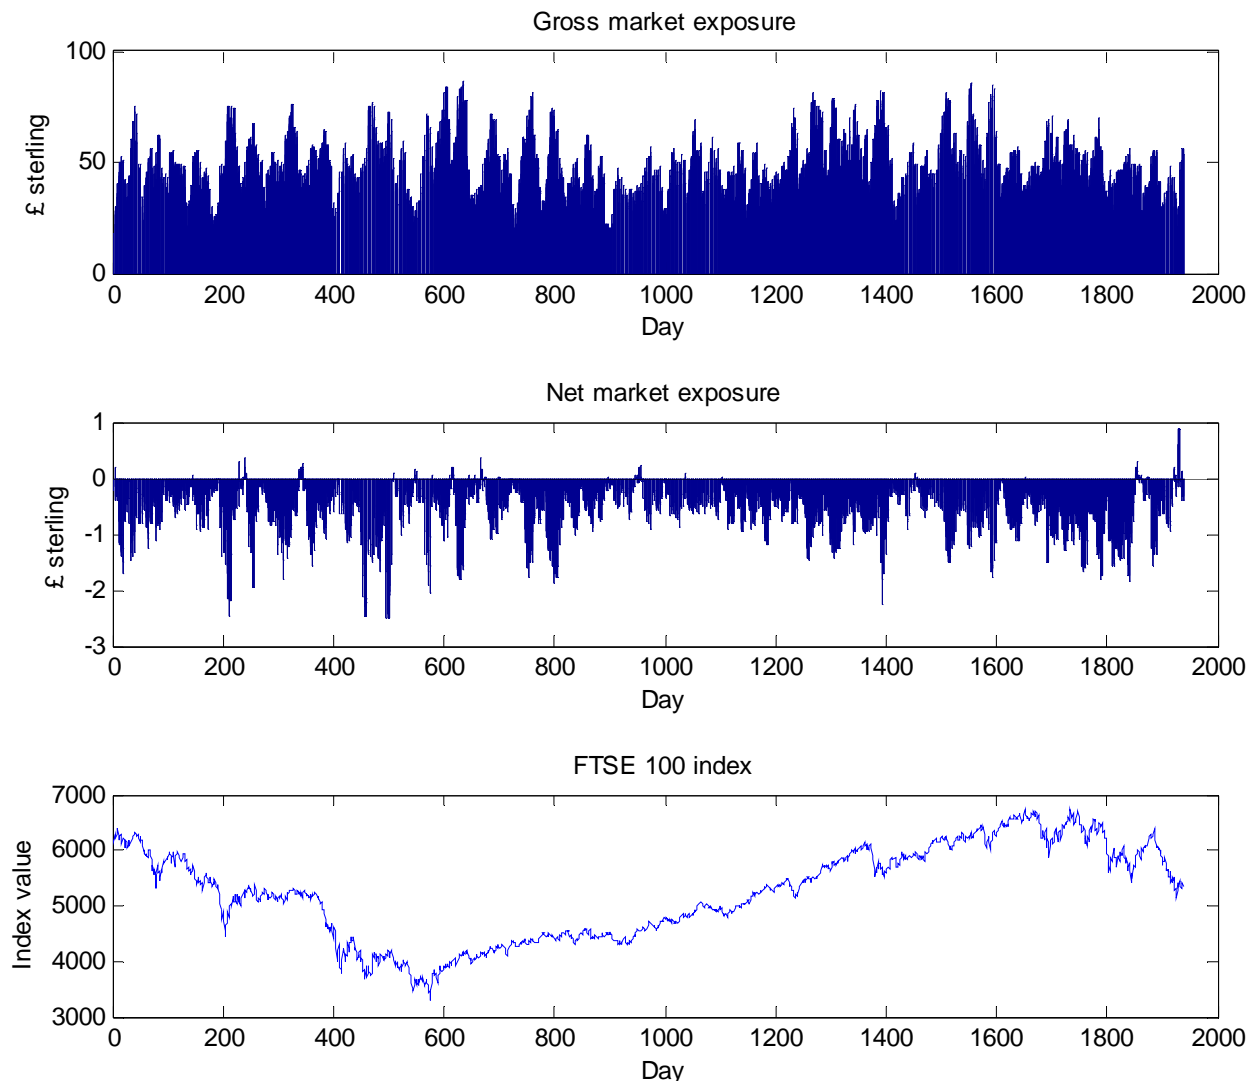 Gross market exposure
100
50
0
£ sterling
0 200 400 600 800 1000 1200 1400 1600 1800 2000
Day
Net market exposure
1
0
-1
-2
-3
£ sterling
0 200 400 600 800 1000 1200 1400 1600 1800 2000
Day
FTSE 100 index
7000
6000
5000
4000
3000
Index value
0 200 400 600 800 1000 1200 1400 1600 1800 2000
Day